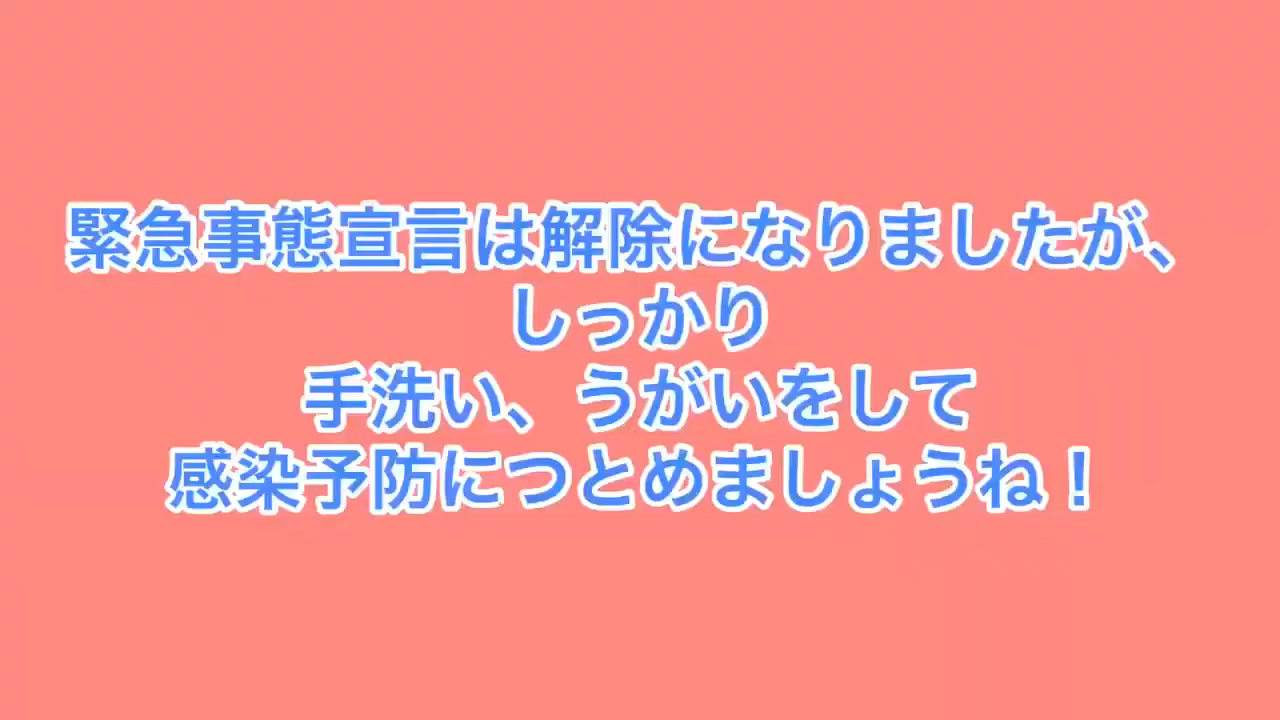 緊急事態宣言は解除になりましたが、
しっかり
手洗い、うがいをして
感染予防につとめましょうね！